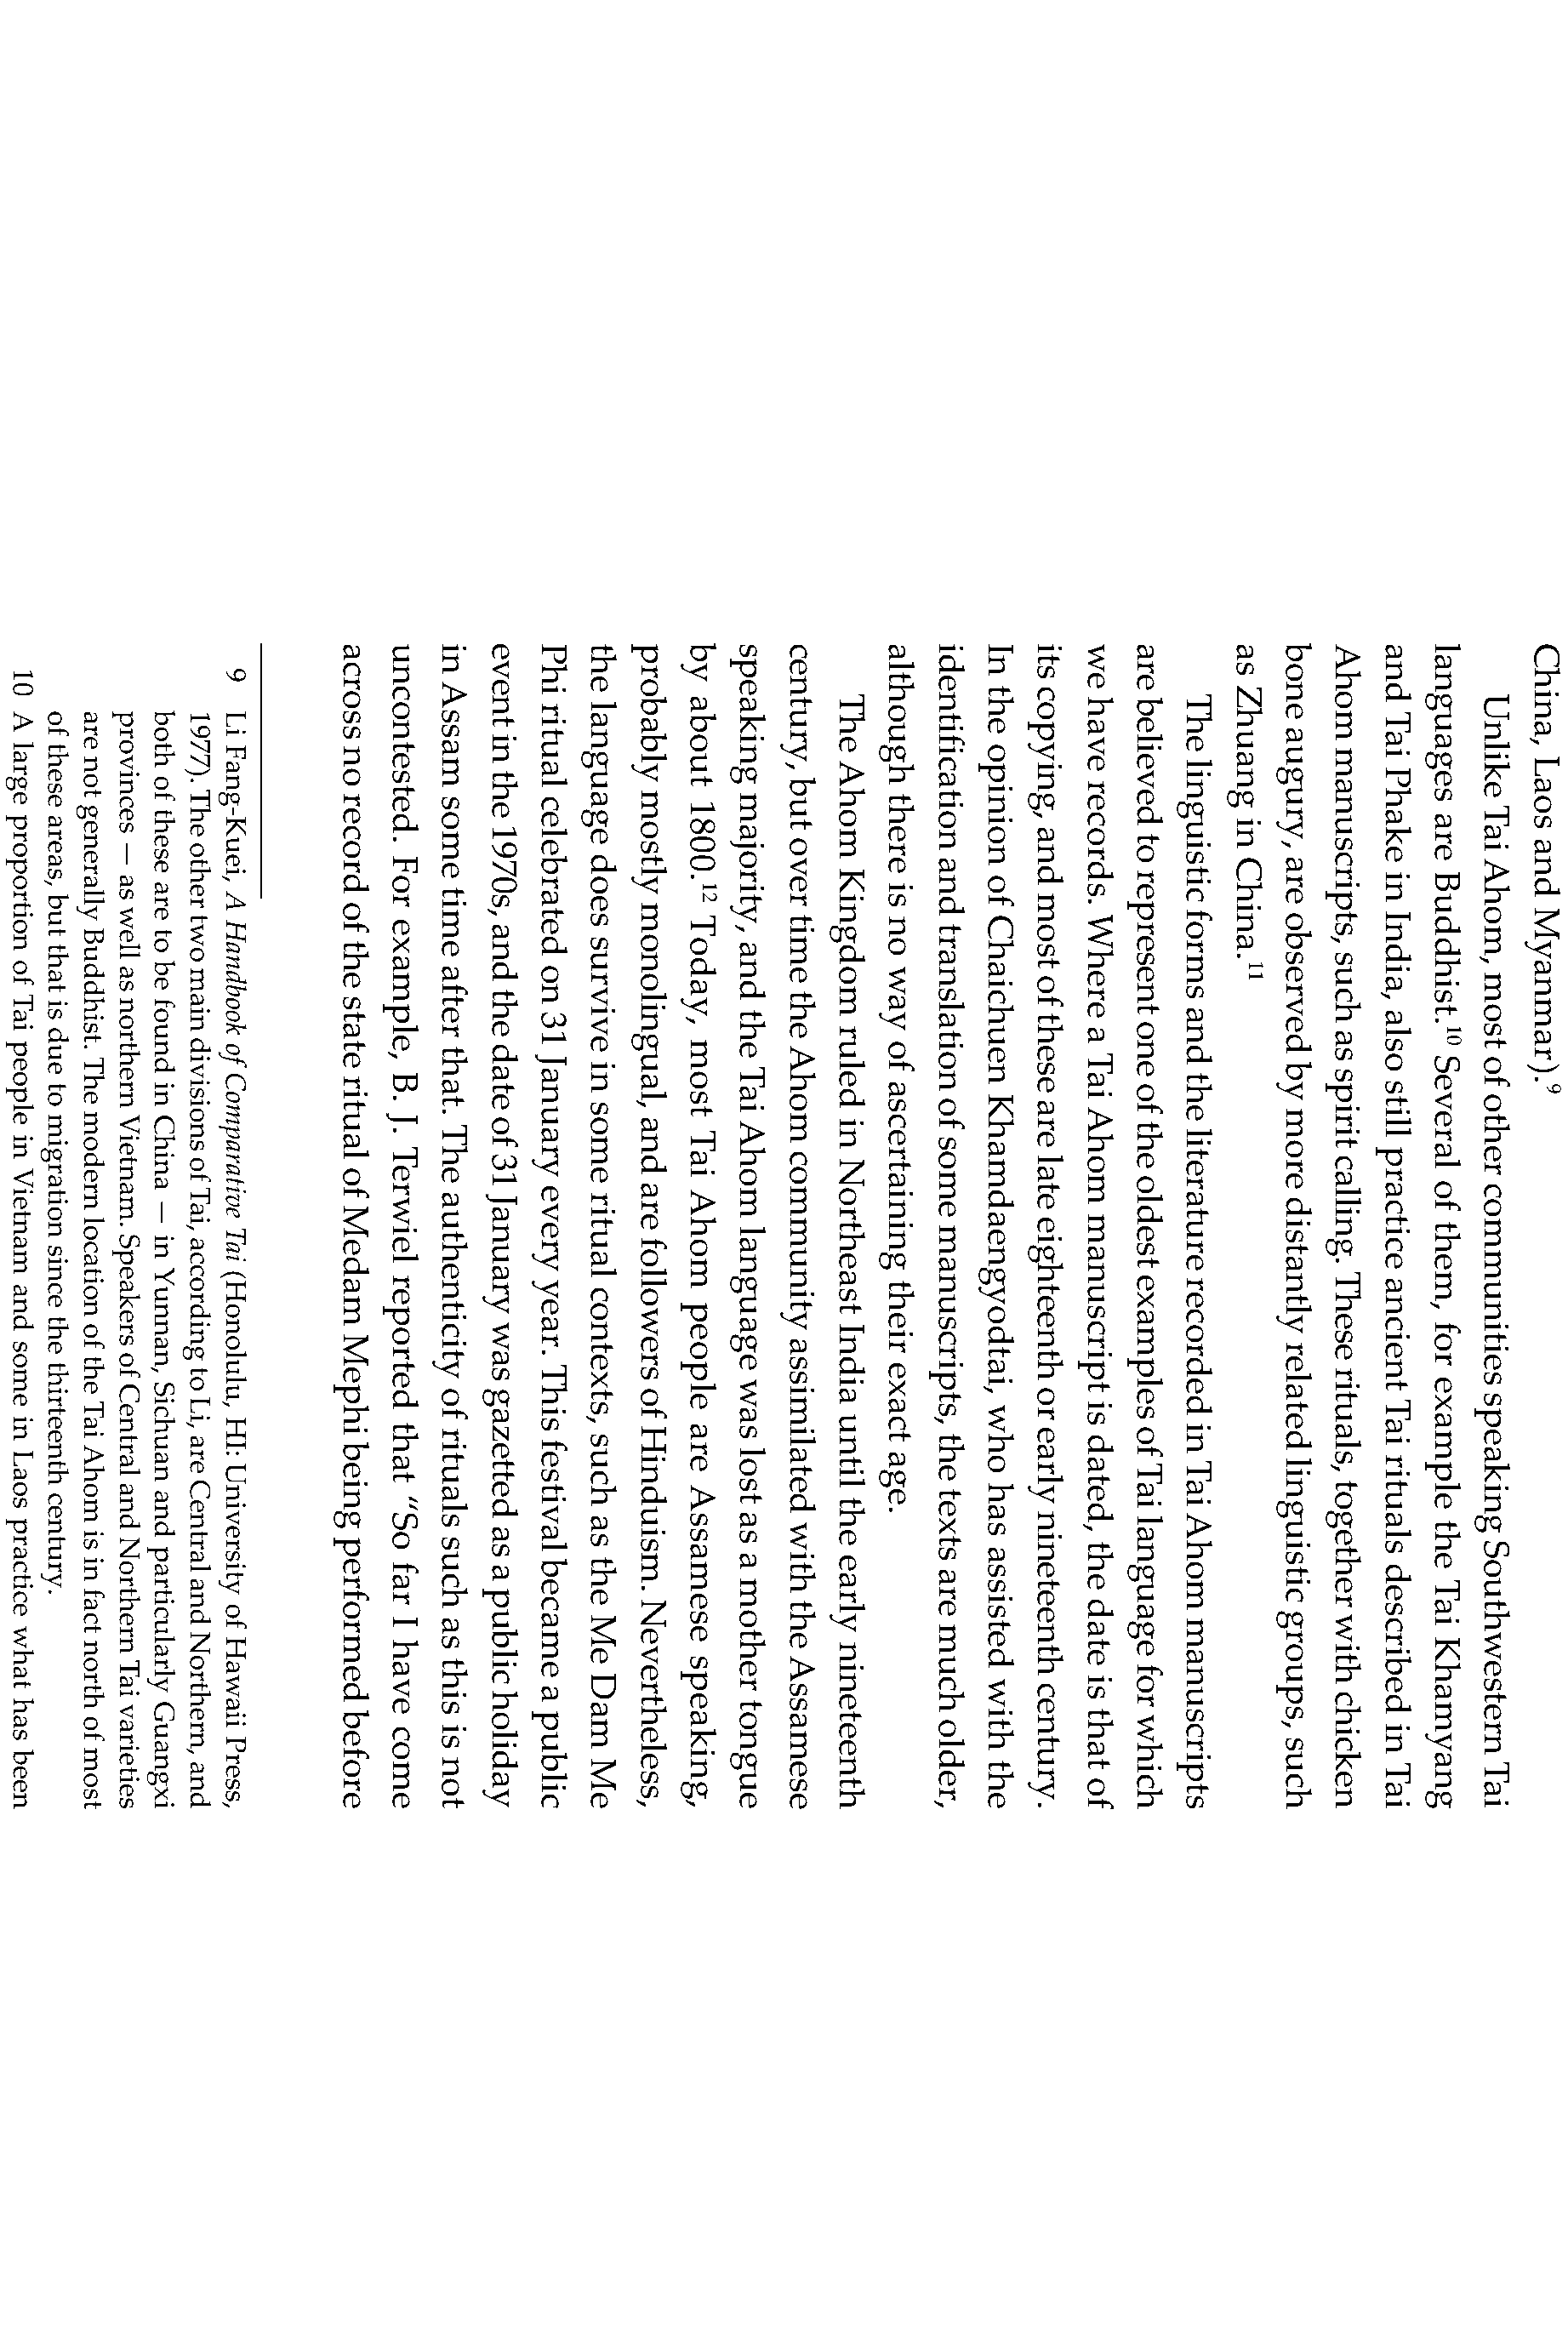 China, Laos and Myanmar).⁹
Unlike Tai Ahom, most of other communities speaking Southwestern Tai
languages are Buddhist.¹⁰ Several of them, for example the Tai Khamyang
and Tai Phake in India, also still practice ancient Tai rituals described in Tai
Ahom manuscripts, such as spirit calling. These rituals, together with chicken
bone augury, are observed by more distantly related linguistic groups, such
as Zhuang in China.¹¹
The linguistic forms and the literature recorded in Tai Ahom manuscripts
are believed to represent one of the oldest examples of Tai language for which
we have records. Where a Tai Ahom manuscript is dated, the date is that of
its copying, and most of these are late eighteenth or early nineteenth century.
In the opinion of Chaichuen Khamdaengyodtai, who has assisted with the
identification and translation of some manuscripts, the texts are much older,
although there is no way of ascertaining their exact age.
The Ahom Kingdom ruled in Northeast India until the early nineteenth
century, but over time the Ahom community assimilated with the Assamese
speaking majority, and the Tai Ahom language was lost as a mother tongue
by about 1800.¹² Today, most Tai Ahom people are Assamese speaking,
probably mostly monolingual, and are followers of Hinduism. Nevertheless,
the language does survive in some ritual contexts, such as the Me Dam Me
Phi ritual celebrated on 31 January every year. This festival became a public
event in the 1970s, and the date of 31 January was gazetted as a public holiday
in Assam some time after that. The authenticity of rituals such as this is not
uncontested. For example, B. J. Terwiel reported that “So far I have come
across no record of the state ritual of Medam Mephi being performed before
9 Li Fang-Kuei, A Handbook of Comparative Tai (Honolulu, HI: University of Hawaii Press,
1977). The other two main divisions of Tai, according to Li, are Central and Northern, and
both of these are to be found in China — in Yunnan, Sichuan and particularly Guangxi
provinces — as well as northern Vietnam. Speakers of Central and Northern Tai varieties
are not generally Buddhist. The modern location of the Tai Ahom is in fact north of most
of these areas, but that is due to migration since the thirteenth century.
10 A large proportion of Tai people in Vietnam and some in Laos practice what has been